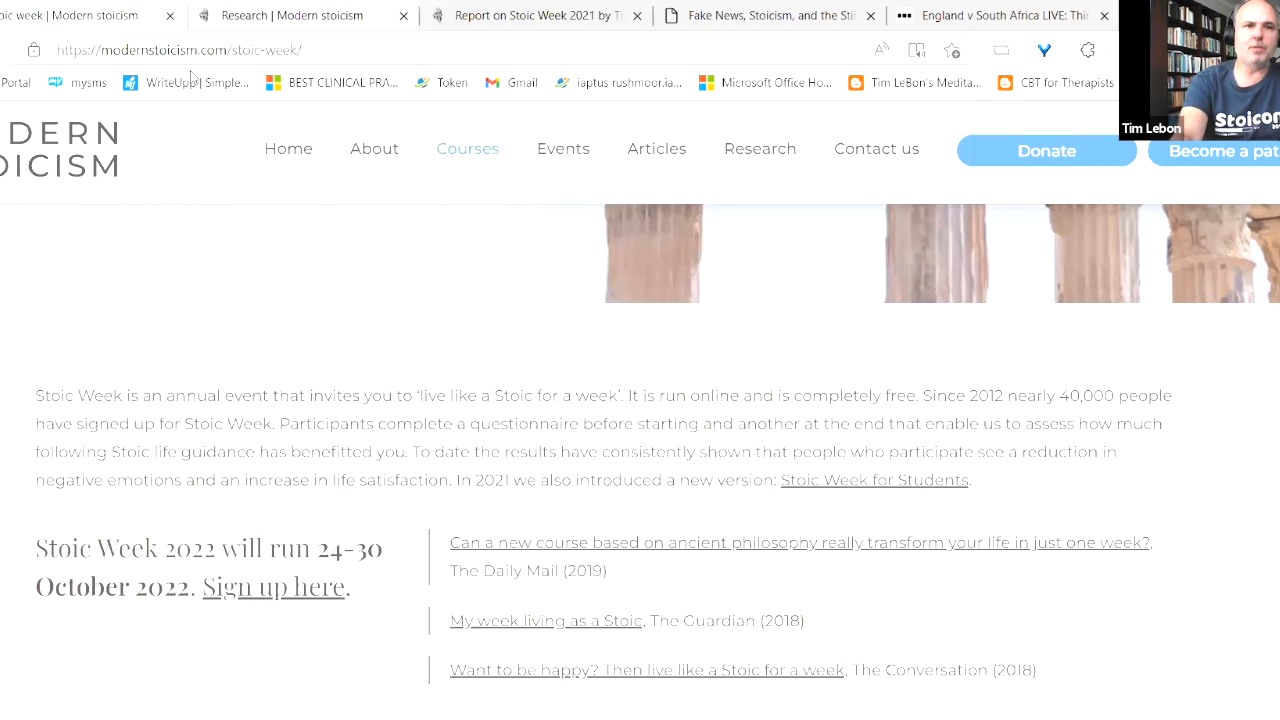 oic week | Modern stoicism
Research | Modern stoicism
Report on Stoic Week 2021 by Ti
Fake News, Stoicism, and the Sti
England v South Africa LIVE: Thir
https://modernstoicism.com/stoic-week/
Portal
mysms
WriteUpp | Simple...
BEST CLINICAL PRA...
Token
Gmail
iaptus rushmoor.ia...
Microsoft Office Ho...
Tim LeBon's Medita...
CBT for Therapists
Stoicon
Tim Lebon
ODERN
OICISM
Home
About
Courses
Events
Articles
Research
Contact us
Donate
Become a pat
Stoic Week is an annual event that invites you to ‘live like a Stoic for a week’. It is run online and is completely free. Since 2012 nearly 40,000 people
have signed up for Stoic Week. Participants complete a questionnaire before starting and another at the end that enable us to assess how much
following Stoic life guidance has benefitted you. To date the results have consistently shown that people who participate see a reduction in
negative emotions and an increase in life satisfaction. In 2021 we also introduced a new version: Stoic Week for Students.
Stoic Week 2022 will run 24-30
October 2022. Sign up here.
Can a new course based on ancient philosophy really transform your life in just one week?,
The Daily Mail (2019)
My week living as a Stoic, The Guardian (2018)
Want to be happy? Then live like a Stoic for a week, The Conversation (2018)